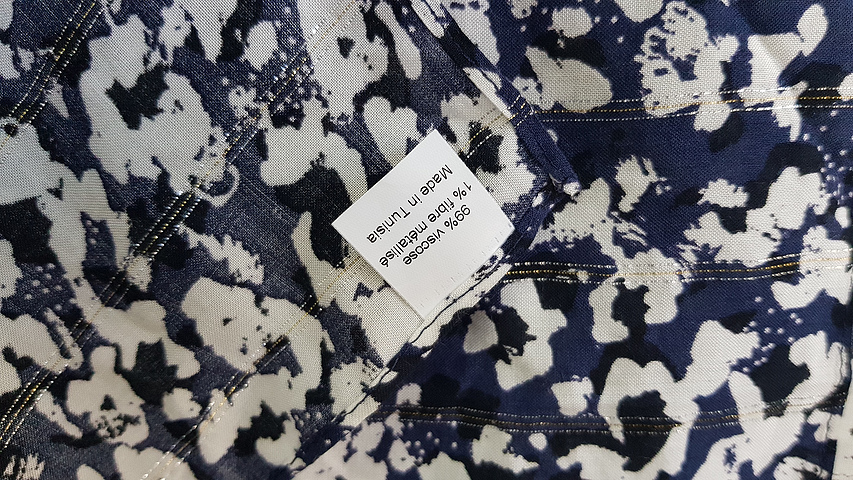 99% viscose
1% fibre métallisé
Made in Tunisia